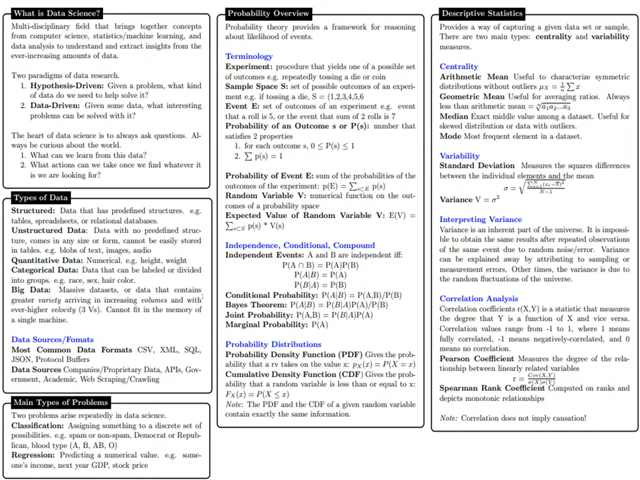 What is Data Science?
Multi-disciplinary field that brings together concepts
from computer science, statistics/machine learning, and
data analysis to understand and extract insights from the
ever-increasing amounts of data.
Two paradigms of data research.
1. Hypothesis-Driven: Given a problem, what kind
of data do we need to help solve it?
2. Data-Driven: Given some data, what interesting
problems can be solved with it?
The heart of data science is to always ask questions. Al-
ways be curious about the world.
1. What can we learn from this data?
2. What actions can we take once we find whatever it
is we are looking for?
Types of Data
Structured: Data that has predefined structures. e.g.
tables, spreadsheets, or relational databases.
Unstructured Data: Data with no predefined struc-
ture, comes in any size or form, cannot be easily stored
in tables. e.g. blobs of text, images, audio
Quantitative Data: Numerical. e.g. height, weight
Categorical Data: Data that can be labeled or divided
into groups. e.g. race, sex, hair color.
Big Data: Massive datasets, or data that contains
greater variety arriving in increasing volumes and with
ever-higher velocity (3 Vs). Cannot fit in the memory of
a single machine.
Data Sources/Fomats
Most Common Data Formats CSV, XML, SQL,
JSON, Protocol Buffers
Data Sources Companies/Proprietary Data, APIs, Gov-
ernment, Academic, Web Scraping/Crawling
Main Types of Problems
Two problems arise repeatedly in data science.
Classification: Assigning something to a discrete set of
possibilities. e.g. spam or non-spam, Democrat or Repub-
lican, blood type (A, B, AB, O)
Regression: Predicting a numerical value. e.g. some-
one's income, next year GDP, stock price
Probability Overview
Probability theory provides a framework for reasoning
about likelihood of events.
Terminology
Experiment: procedure that yields one of a possible set
of outcomes e.g. repeatedly tossing a die or coin
Sample Space S: set of possible outcomes of an experi-
ment e.g. if tossing a die, S = (1,2,3,4,5,6
Event E: set of outcomes of an experiment e.g. event
that a roll is 5, or the event that sum of 2 rolls is 7
Probability of an Outcome s or P(s): number that
satisfies 2 properties
1. for each outcome s, 0 ≤ P(s) ≤ 1
2. ∑ p(s) = 1
Probability of Event E: sum of the probabilities of the
outcomes of the experiment: p(E) = ∑s⊂E p(s)
Random Variable V: numerical function on the out-
comes of a probability space
Expected Value of Random Variable V: E(V) =
∑s⊂S p(s) * V(s)
Independence, Conditional, Compound
Independent Events: A and B are independent iff:
P(A ∩ B) = P(A)P(B)
P(A|B) = P(A)
P(B|A) = P(B)
Conditional Probability: P(A|B) = P(A,B)/P(B)
Bayes Theorem: P(A|B) = P(B|A)P(A)/P(B)
Joint Probability: P(A,B) = P(B|A)P(A)
Marginal Probability: P(A)
Probability Distributions
Probability Density Function (PDF) Gives the prob-
ability that a rv takes on the value x: pX(x) = P(X = x)
Cumulative Density Function (CDF) Gives the prob-
ability that a random variable is less than or equal to x:
FX(x) = P(X ≤ x)
Note: The PDF and the CDF of a given random variable
contain exactly the same information.
Descriptive Statistics
Provides a way of capturing a given data set or sample.
There are two main types: centrality and variability
measures.
Centrality
Arithmetic Mean Useful to characterize symmetric
distributions without outliers μX = 1/n ∑ x
Geometric Mean Useful for averaging ratios. Always
less than arithmetic mean = ⁿ√a1a2...a3
Median Exact middle value among a dataset. Useful for
skewed distribution or data with outliers.
Mode Most frequent element in a dataset.
Variability
Standard Deviation Measures the squares differences
between the individual elements and the mean
σ = √(∑(xi−x̄)²/(N−1))
Variance V = σ²
Interpreting Variance
Variance is an inherent part of the universe. It is impossi-
ble to obtain the same results after repeated observations
of the same event due to random noise/error. Variance
can be explained away by attributing to sampling or
measurement errors. Other times, the variance is due to
the random fluctuations of the universe.
Correlation Analysis
Correlation coefficients r(X,Y) is a statistic that measures
the degree that Y is a function of X and vice versa.
Correlation values range from -1 to 1, where 1 means
fully correlated, -1 means negatively-correlated, and 0
means no correlation.
Pearson Coefficient Measures the degree of the rela-
tionship between linearly related variables
r = Cov(X,Y)/σ(X)σ(Y)
Spearman Rank Coefficient Computed on ranks and
depicts monotonic relationships
Note: Correlation does not imply causation!